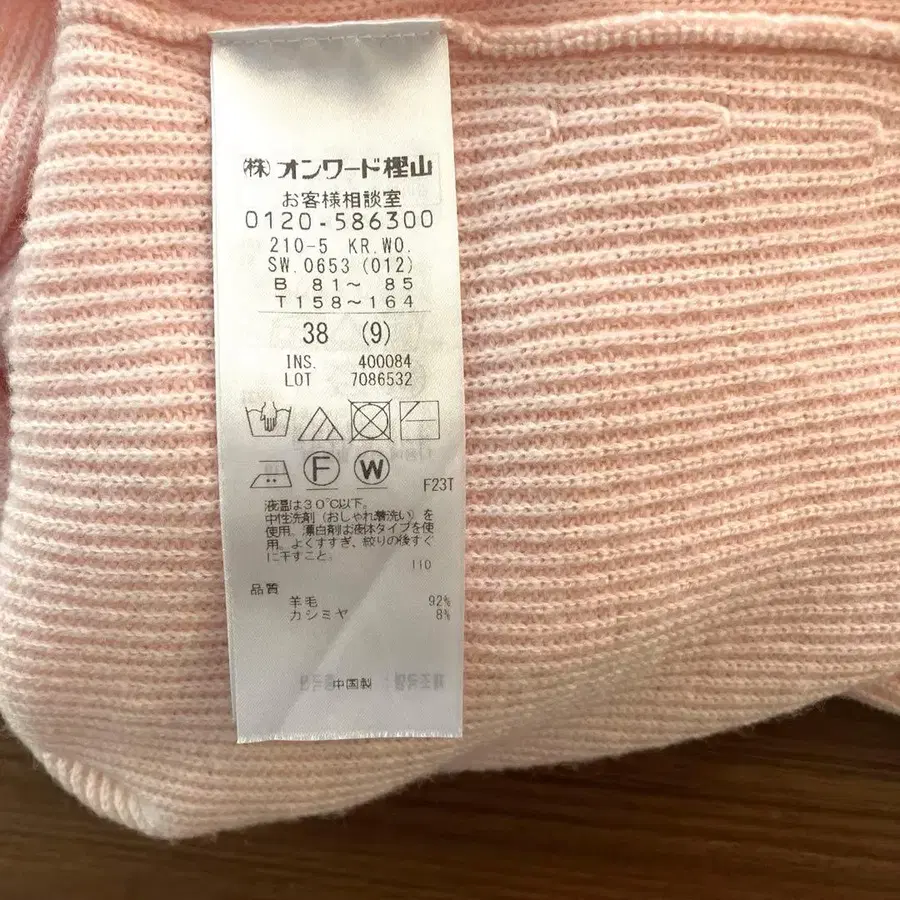 (株)オンワード樫山
お客様相談室
0120-586300
210-5 KR.WO.
SW.0653 (012)
B 81～ 85
T158～164
38 (9)
INS. 400084
LOT 7086532
F W
F23T
液温は30℃以下。
中性洗剤（おしゃれ着洗い）を
使用。漂白剤は液体タイプを使
用。よくすすぎ、絞りの後すぐ
に干すこと。
110
品質
羊毛 92%
カシミヤ 8%
中国製